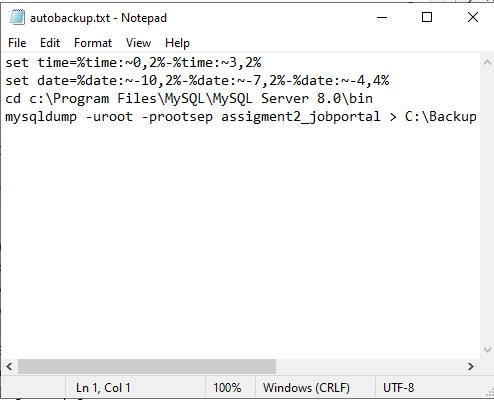 autobackup.txt - Notepad
File Edit Format View Help
set time=%time:~0,2%-%time:~3,2%
set date=%date:~-10,2%-%date:~-7,2%-%date:~-4,4%
cd c:\Program Files\MySQL\MySQL Server 8.0\bin
mysqldump -uroot -prootsep assigment2_jobportal > C:\Backup
Ln 1, Col 1 100% Windows (CRLF) UTF-8